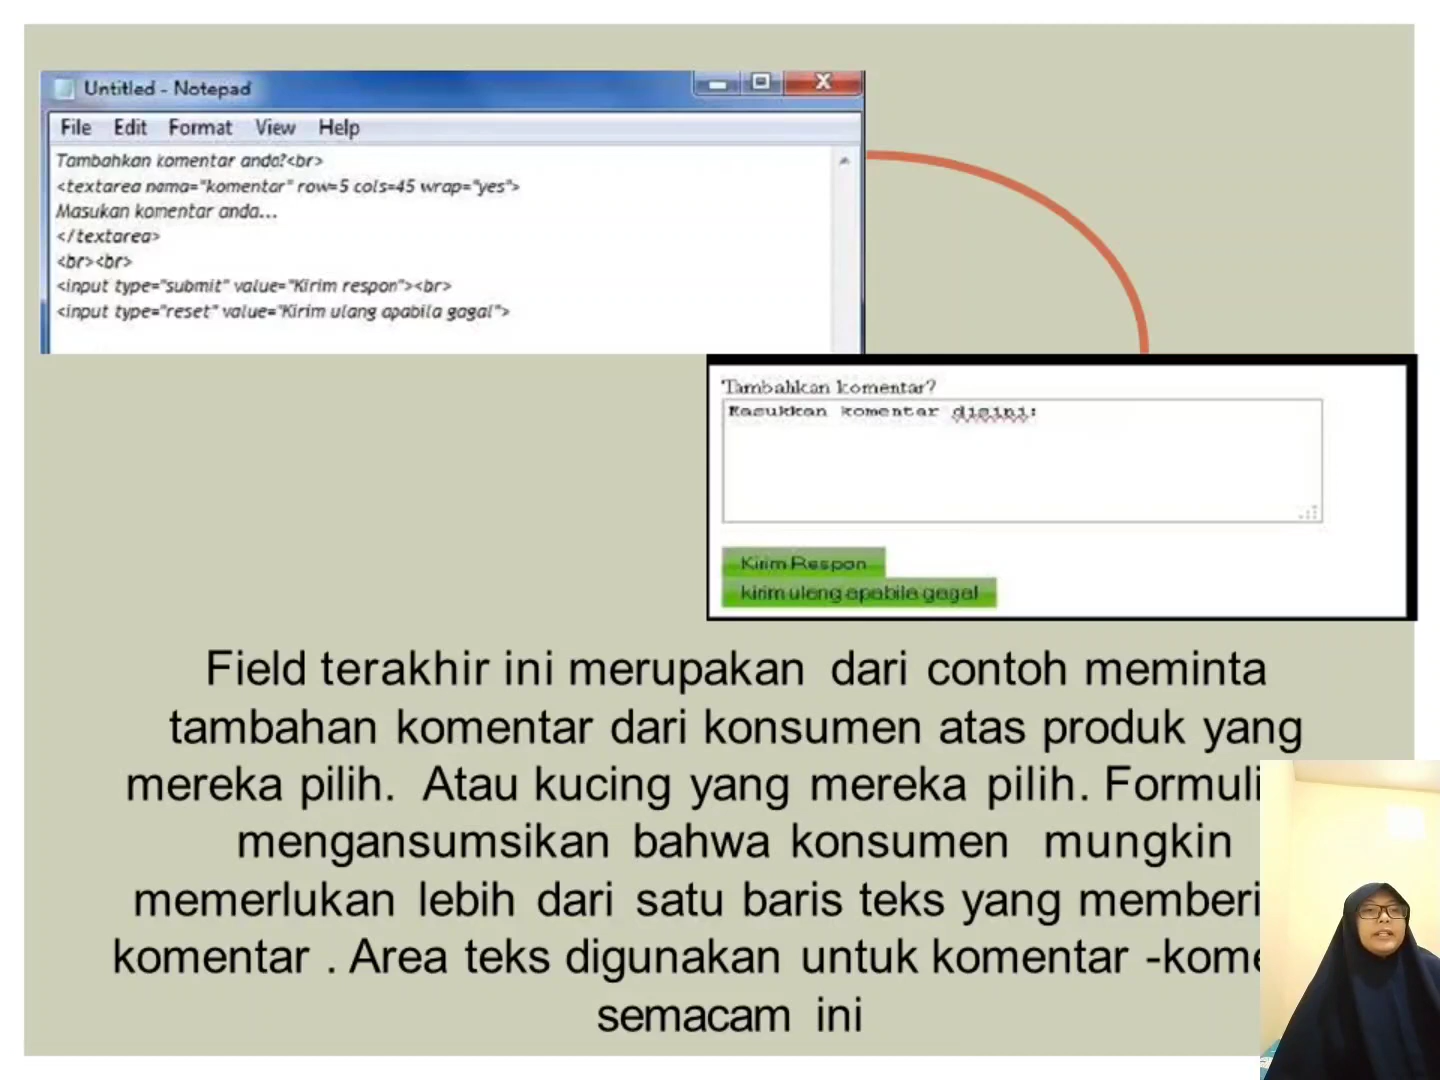 Untitled - Notepad
File Edit Format View Help
Tambahkan komentar anda?<br>
<textarea nama="komentar" row=5 cols=45 wrap="yes">
Masukan komentar anda...
</textarea>
<br><br>
<input type="submit" value="Kirim respon"><br>
<input type="reset" value="Kirim ulang apabila gagal">
Tambahkan komentar?
Masukkan komentar disini:
Kirim Respon
kirim ulang apabila gagal
Field terakhir ini merupakan dari contoh meminta
tambahan komentar dari konsumen atas produk yang
mereka pilih. Atau kucing yang mereka pilih. Formuli
mengansumsikan bahwa konsumen mungkin
memerlukan lebih dari satu baris teks yang memberi
komentar . Area teks digunakan untuk komentar -kome
semacam ini